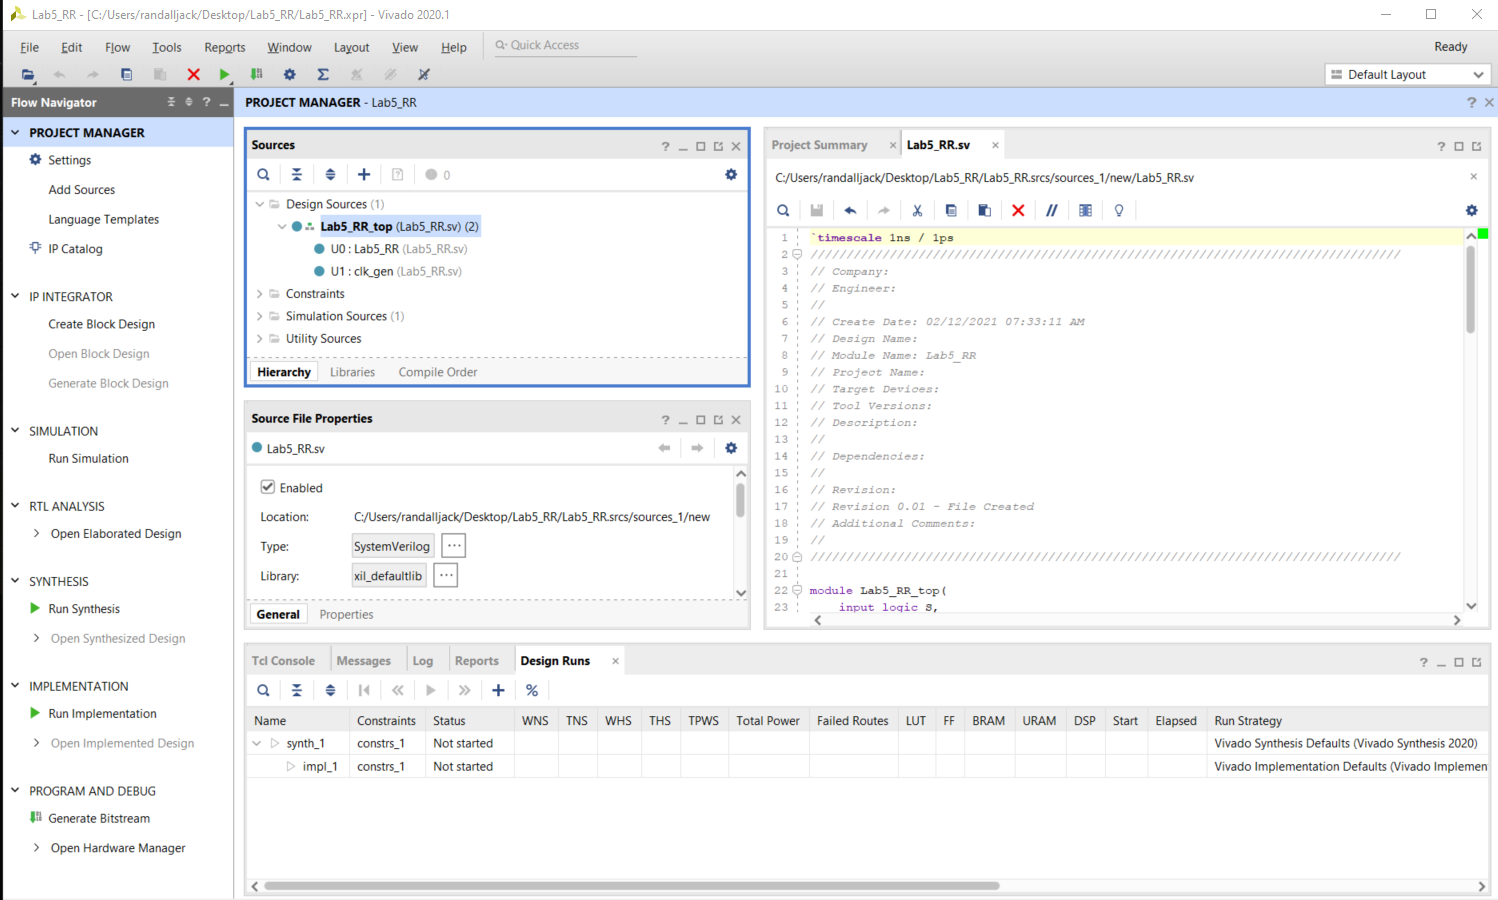 Lab5_RR - [C:/Users/randalljack/Desktop/Lab5_RR/Lab5_RR.xpr] - Vivado 2020.1
File Edit Flow Tools Reports Window Layout View Help Quick Access Ready
Default Layout
Flow Navigator
PROJECT MANAGER - Lab5_RR
PROJECT MANAGER
Settings
Add Sources
Language Templates
IP Catalog
IP INTEGRATOR
Create Block Design
Open Block Design
Generate Block Design
SIMULATION
Run Simulation
RTL ANALYSIS
Open Elaborated Design
SYNTHESIS
Run Synthesis
Open Synthesized Design
IMPLEMENTATION
Run Implementation
Open Implemented Design
PROGRAM AND DEBUG
Generate Bitstream
Open Hardware Manager
Sources
0
Design Sources (1)
Lab5_RR_top (Lab5_RR.sv) (2)
U0 : Lab5_RR (Lab5_RR.sv)
U1 : clk_gen (Lab5_RR.sv)
Constraints
Simulation Sources (1)
Utility Sources
Hierarchy Libraries Compile Order
Source File Properties
Lab5_RR.sv
Enabled
Location: C:/Users/randalljack/Desktop/Lab5_RR/Lab5_RR.srcs/sources_1/new
Type: SystemVerilog ...
Library: xil_defaultlib ...
General Properties
Project Summary Lab5_RR.sv
C:/Users/randalljack/Desktop/Lab5_RR/Lab5_RR.srcs/sources_1/new/Lab5_RR.sv
1 `timescale 1ns / 1ps
2 //////////////////////////////////////////////////////////////////////////////////
3 // Company:
4 // Engineer:
5 //
6 // Create Date: 02/12/2021 07:33:11 AM
7 // Design Name:
8 // Module Name: Lab5_RR
9 // Project Name:
10 // Target Devices:
11 // Tool Versions:
12 // Description:
13 //
14 // Dependencies:
15 //
16 // Revision:
17 // Revision 0.01 - File Created
18 // Additional Comments:
19 //
20 //////////////////////////////////////////////////////////////////////////////////
21
22 module Lab5_RR_top(
23 input logic S,
Tcl Console Messages Log Reports Design Runs
Name Constraints Status WNS TNS WHS THS TPWS Total Power Failed Routes LUT FF BRAM URAM DSP Start Elapsed Run Strategy
synth_1 constrs_1 Not started Vivado Synthesis Defaults (Vivado Synthesis 2020)
impl_1 constrs_1 Not started Vivado Implementation Defaults (Vivado Implemen